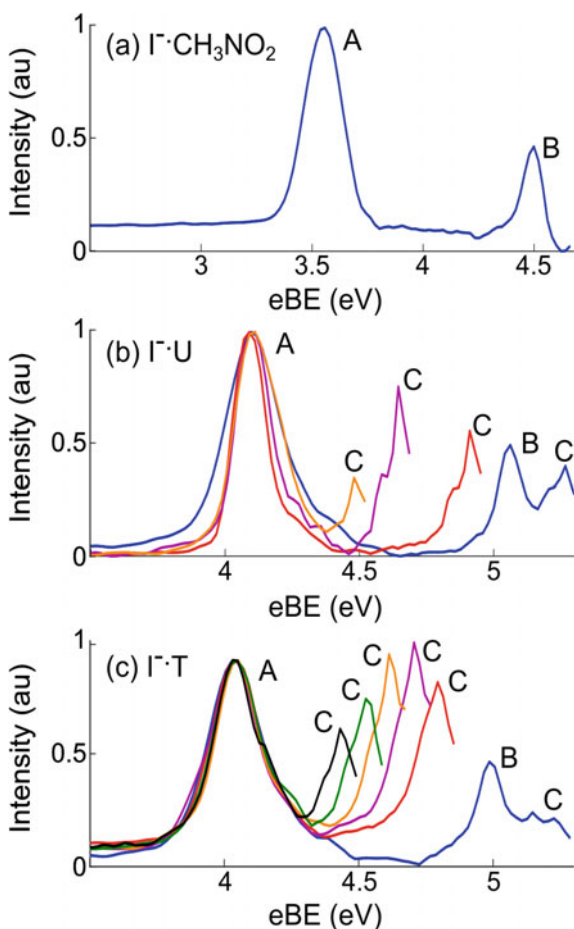 (a) I⁻·CH₃NO₂
A
B
Intensity (au)
1
0.5
0
3
3.5
4
4.5
eBE (eV)
(b) I⁻·U
A
C
C
C
B
C
Intensity (au)
1
0.5
0
4
4.5
5
eBE (eV)
(c) I⁻·T
A
C
C
C
C
C
B
C
Intensity (au)
1
0.5
0
4
4.5
5
eBE (eV)